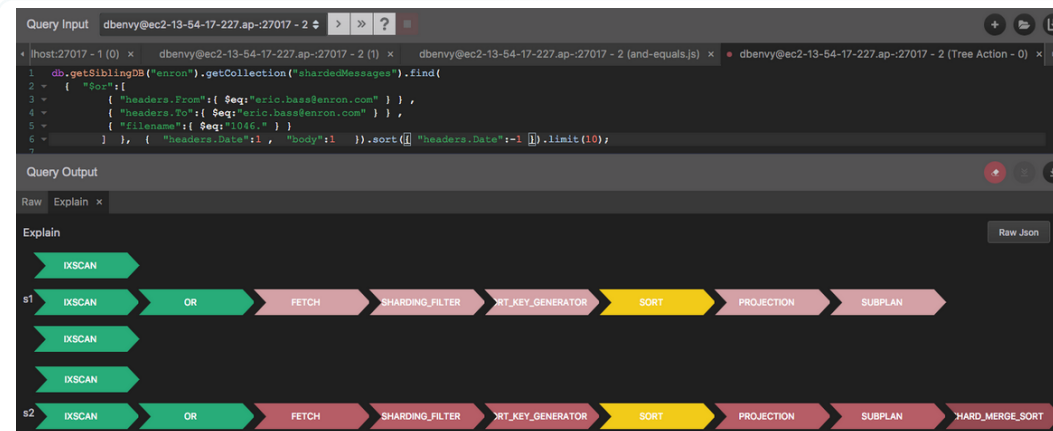 Query Input dbenvy@ec2-13-54-17-227.ap-:27017 - 2 > » ?
lhost:27017 - 1 (0) × dbenvy@ec2-13-54-17-227.ap-:27017 - 2 (1) × dbenvy@ec2-13-54-17-227.ap-:27017 - 2 (and-equals.js) × dbenvy@ec2-13-54-17-227.ap-:27017 - 2 (Tree Action - 0) ×
1 db.getSiblingDB("enron").getCollection("shardedMessages").find(
2 { "$or":[
3 { "headers.From":{ $eq:"eric.bass@enron.com" } } ,
4 { "headers.To":{ $eq:"eric.bass@enron.com" } } ,
5 { "filename":{ $eq:"1046." } }
6 ] }, { "headers.Date":1 , "body":1 }).sort({ "headers.Date":-1 }).limit(10);
7
Query Output
Raw Explain ×
Explain Raw Json
IXSCAN
s1 IXSCAN OR FETCH SHARDING_FILTER RT_KEY_GENERATOR SORT PROJECTION SUBPLAN
IXSCAN
IXSCAN
s2 IXSCAN OR FETCH SHARDING_FILTER RT_KEY_GENERATOR SORT PROJECTION SUBPLAN HARD_MERGE_SORT